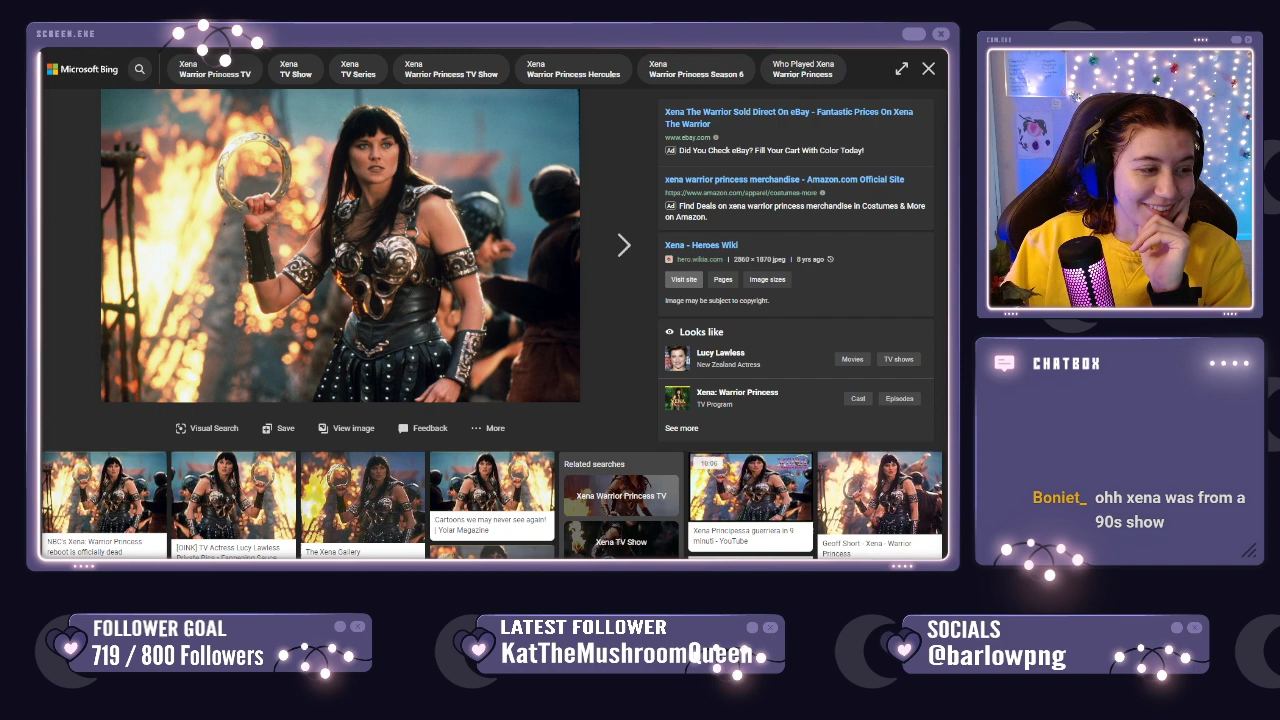 SCREEN.EXE
Microsoft Bing
Xena
Warrior Princess TV
Xena
TV Show
Xena
TV Series
Xena
Warrior Princess TV Show
Xena
Warrior Princess Hercules
Xena
Warrior Princess Season 6
Who Played Xena
Warrior Princess
Xena The Warrior Sold Direct On eBay - Fantastic Prices On Xena
The Warrior
www.ebay.com
Ad Did You Check eBay? Fill Your Cart With Color Today!
xena warrior princess merchandise - Amazon.com Official Site
https://www.amazon.com/apparel/costumes-more
Ad Find Deals on xena warrior princess merchandise in Costumes & More
on Amazon.
Xena - Heroes Wiki
hero.wikia.com | 2860 × 1870 jpeg | 8 yrs ago
Visit site Pages Image sizes
Image may be subject to copyright.
Looks like
Lucy Lawless
New Zealand Actress
Movies TV shows
Xena: Warrior Princess
TV Program
Cast Episodes
See more
Visual Search Save View image Feedback More
NBC's Xena: Warrior Princess
reboot is officially dead
[OINK] TV Actress Lucy Lawless
The Xena Gallery
Cartoons we may never see again!
| Yolar Magazine
Related searches
Xena Warrior Princess TV
Xena TV Show
10:06
Xena Principessa guerriera in 9
minuti - YouTube
Geoff Short - Xena - Warrior
Princess
CAM.EXE
CHATBOX
Boniet_ ohh xena was from a
90s show
FOLLOWER GOAL
719 / 800 Followers
LATEST FOLLOWER
KatTheMushroomQueen
SOCIALS
@barlowpng